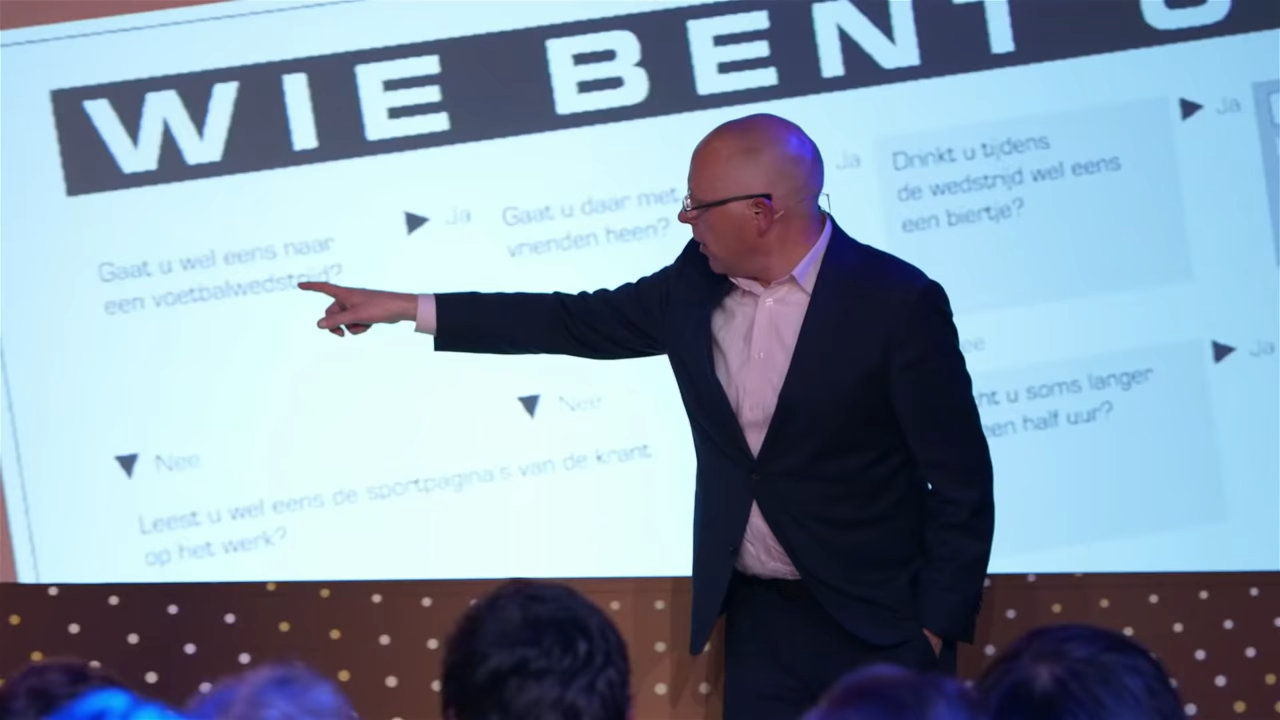 WIE BENT U
Gaat u wel eens naar
een voetbalwedstrijd?
Ja
Gaat u daar met
vrienden heen?
Ja
Drinkt u tijdens
de wedstrijd wel eens
een biertje?
Ja
Nee
Nee
Leest u wel eens de sportpagina's van de krant
op het werk?
u soms langer
half uur?
Ja